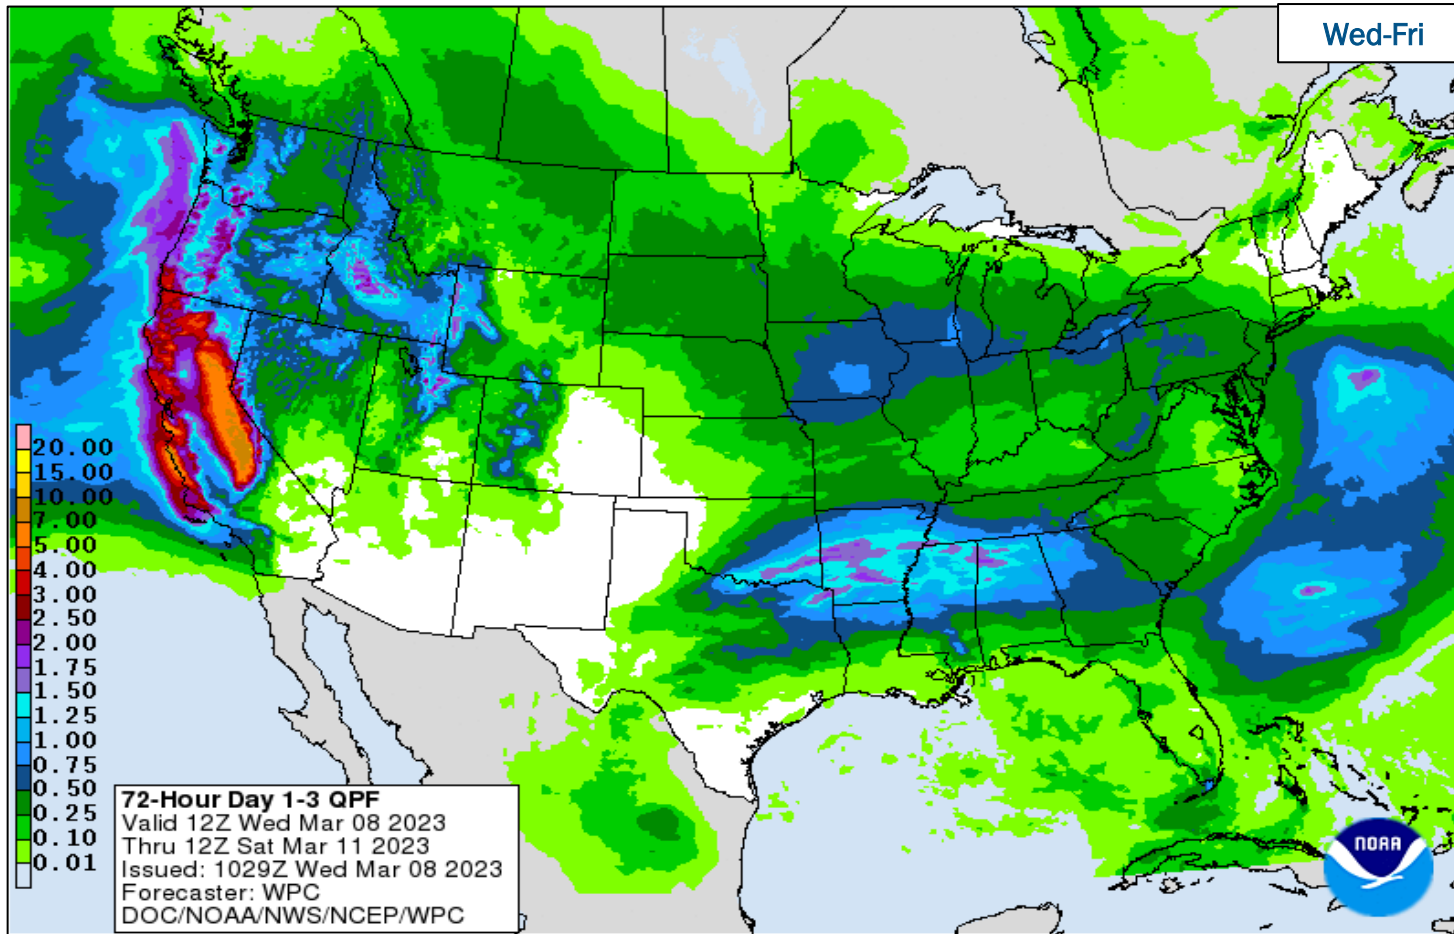 Wed-Fri
20.00
15.00
10.00
7.00
5.00
4.00
3.00
2.50
2.00
1.75
1.50
1.25
1.00
0.75
0.50
0.25
0.10
0.01
72-Hour Day 1-3 QPF
Valid 12Z Wed Mar 08 2023
Thru 12Z Sat Mar 11 2023
Issued: 1029Z Wed Mar 08 2023
Forecaster: WPC
DOC/NOAA/NWS/NCEP/WPC
NOAA